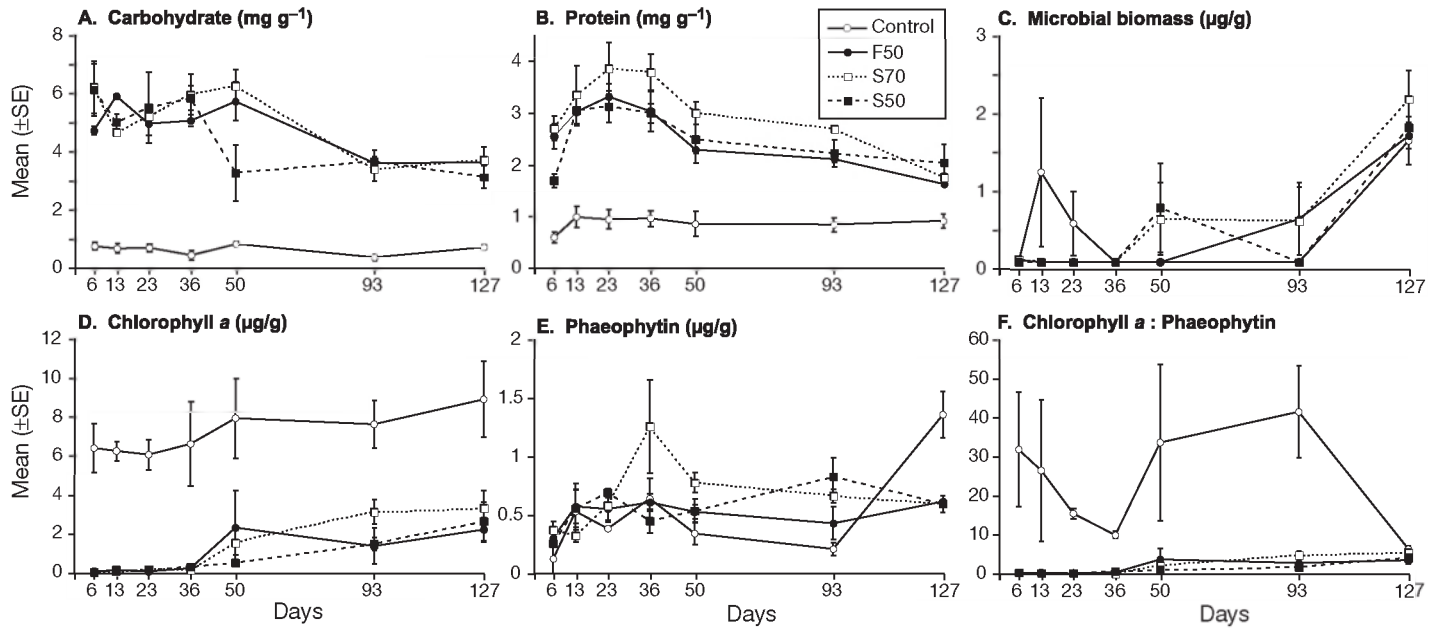 A. Carbohydrate (mg g–1)
8
6
4
2
0
Mean (±SE)
6 13 23 36 50 93 127
B. Protein (mg g–1)
4
3
2
1
0
6 13 23 36 50 93 127
Control
F50
S70
S50
C. Microbial biomass (µg/g)
3
2
1
0
6 13 23 36 50 93 127
D. Chlorophyll a (µg/g)
12
10
8
6
4
2
0
Mean (±SE)
6 13 23 36 50 93 127
Days
E. Phaeophytin (µg/g)
2
1.5
1
0.5
0
6 13 23 36 50 93 127
Days
F. Chlorophyll a : Phaeophytin
60
50
40
30
20
10
0
6 13 23 36 50 93 127
Days